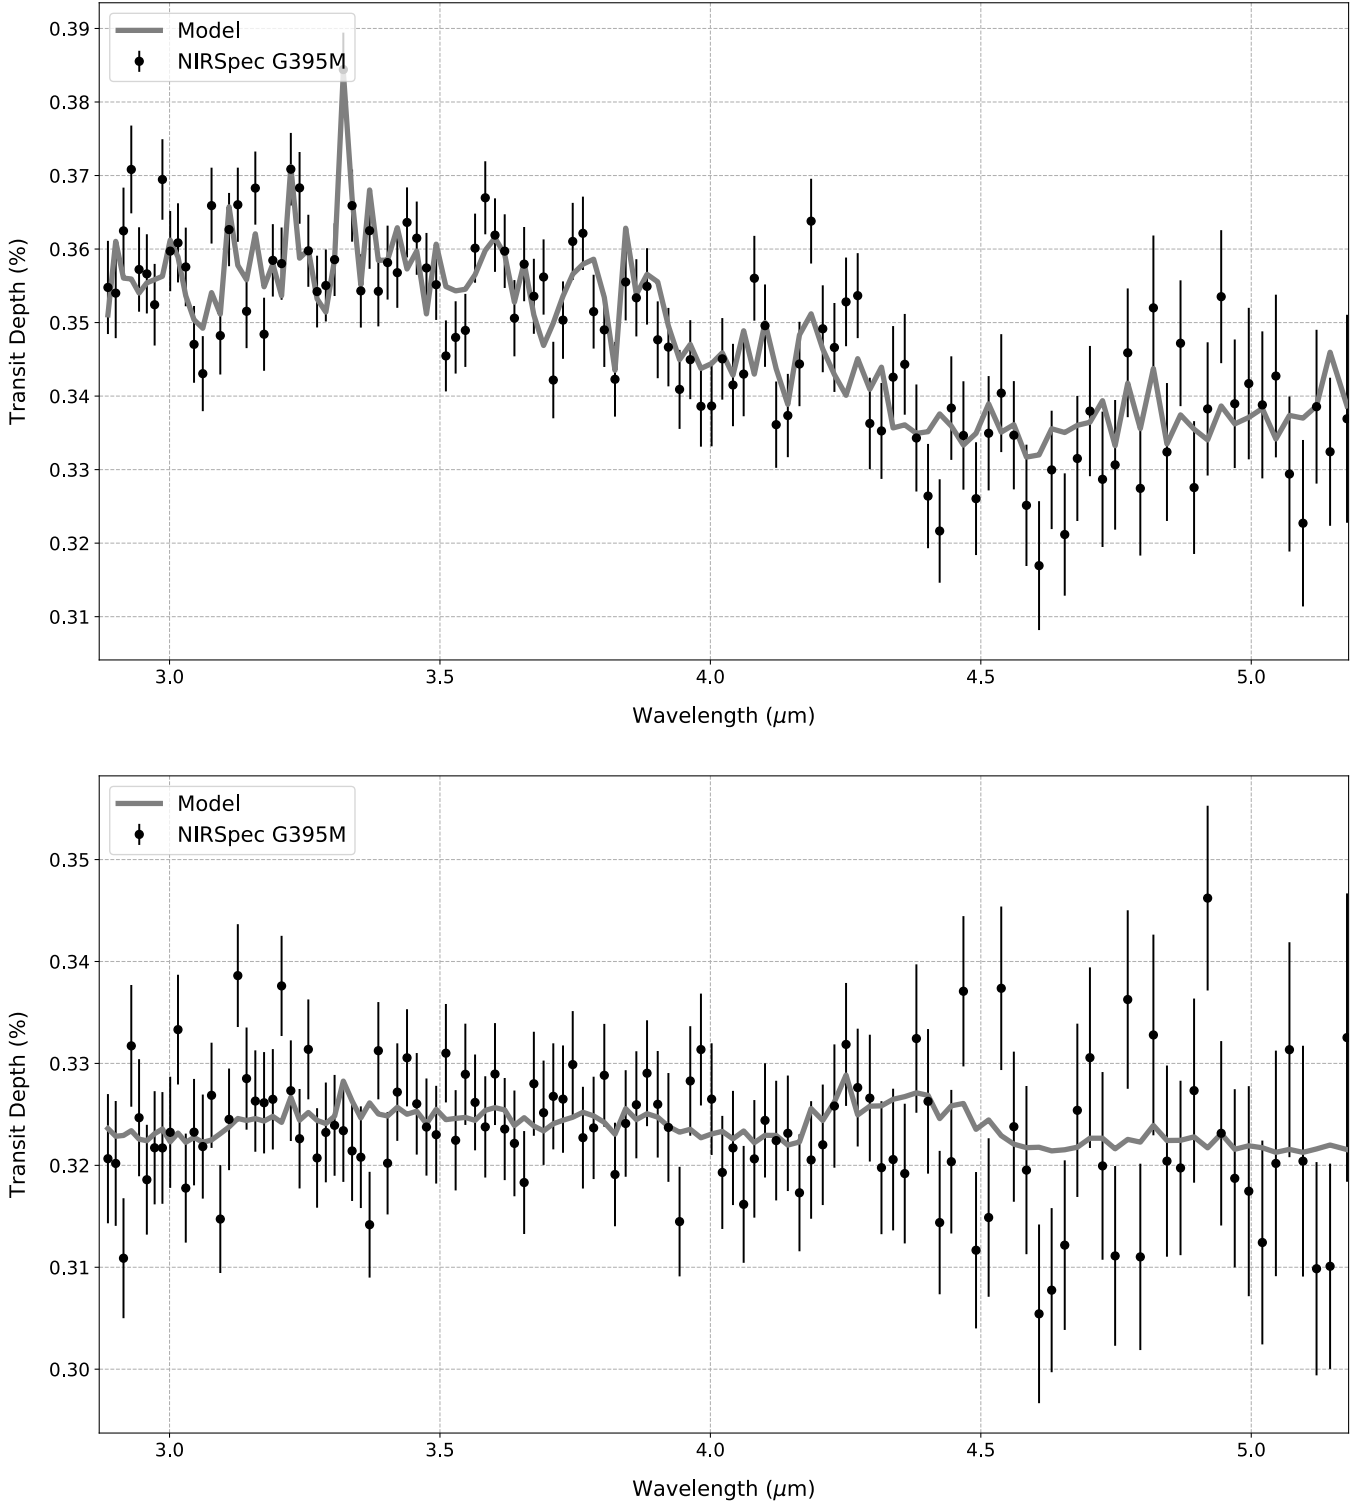 0.39
0.38
0.37
0.36
0.35
0.34
0.33
0.32
0.31
Transit Depth (%)
Model
NIRSpec G395M
3.0 3.5 4.0 4.5 5.0
Wavelength (μm)
0.35
0.34
0.33
0.32
0.31
0.30
Transit Depth (%)
Model
NIRSpec G395M
3.0 3.5 4.0 4.5 5.0
Wavelength (μm)